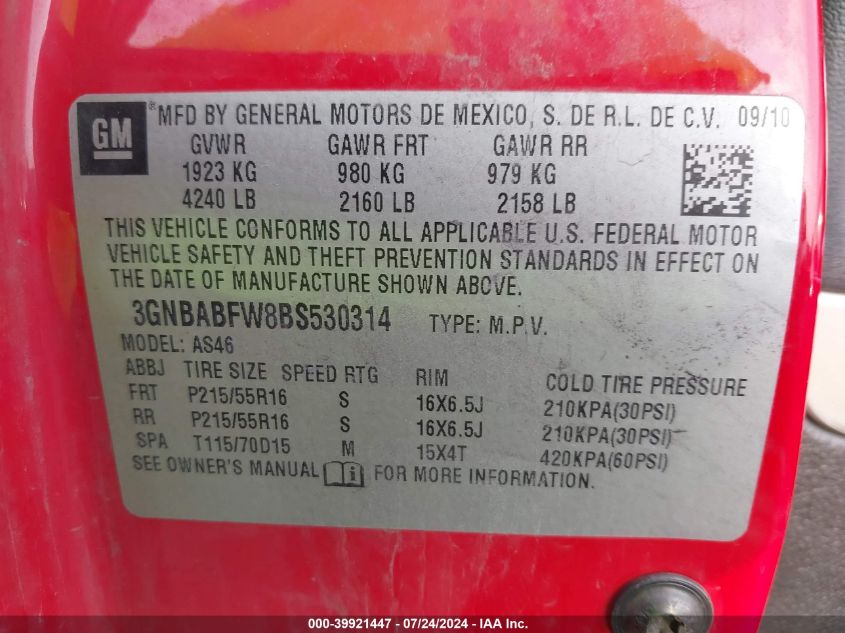 GM ® MFD BY GENERAL MOTORS DE MEXICO, S. DE R.L. DE C.V. 09/10
GVWR GAWR FRT GAWR RR
1923 KG 980 KG 979 KG
4240 LB 2160 LB 2158 LB
THIS VEHICLE CONFORMS TO ALL APPLICABLE U.S. FEDERAL MOTOR
VEHICLE SAFETY AND THEFT PREVENTION STANDARDS IN EFFECT ON
THE DATE OF MANUFACTURE SHOWN ABOVE.
3GNBABFW8BS530314 TYPE: M.P.V.
MODEL: AS46
ABBJ TIRE SIZE SPEED RTG RIM COLD TIRE PRESSURE
FRT P215/55R16 S 16X6.5J 210KPA(30PSI)
RR P215/55R16 S 16X6.5J 210KPA(30PSI)
SPA T115/70D15 M 15X4T 420KPA(60PSI)
SEE OWNER'S MANUAL i FOR MORE INFORMATION.
000-39921447 - 07/24/2024 - IAA Inc.